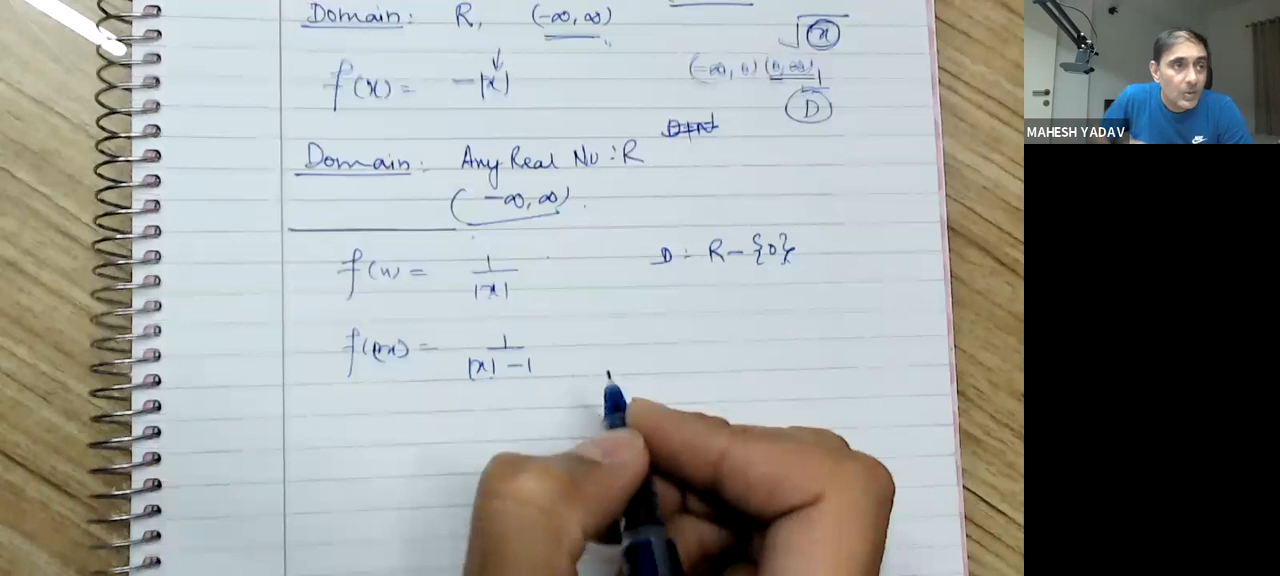 Domain: R, (-∞, ∞)
√x
f(x) = -|x|
(-∞, 0) (0, ∞)
D
Domain: Any Real No: R
(-∞, ∞).
f(x) = 1/|x| D: R - {0}
f(x) = 1/(|x| - 1)
MAHESH YADAV